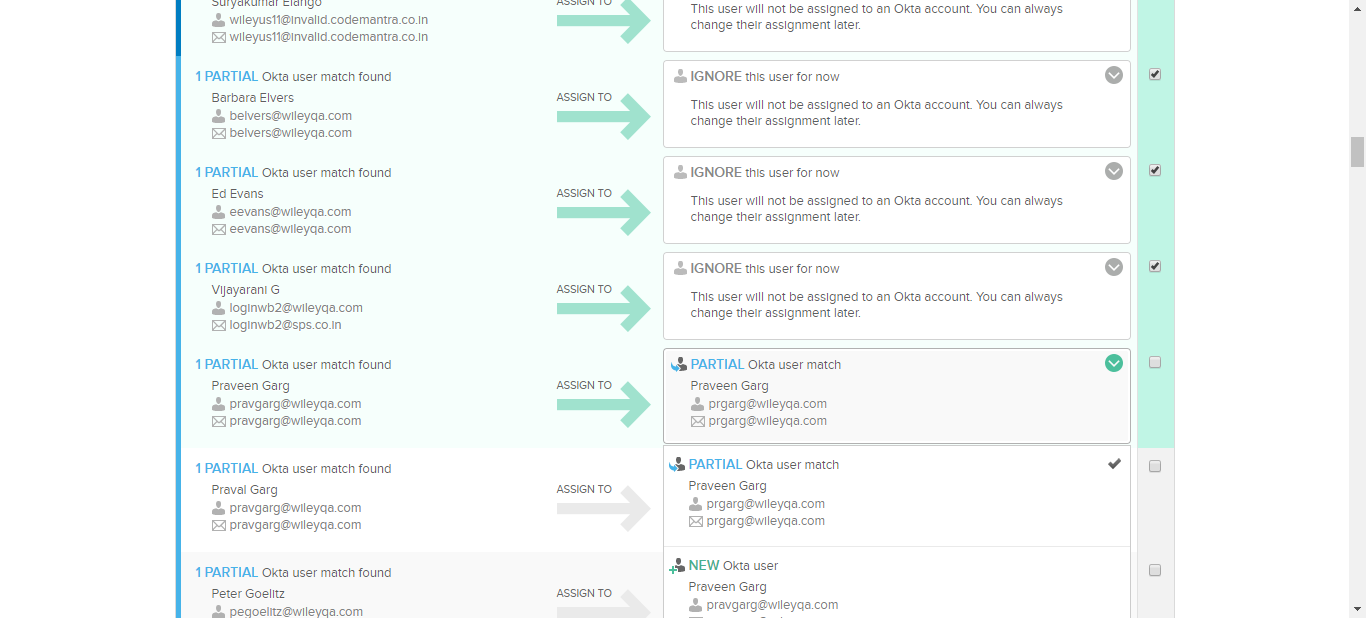 Suryakumar Elango
wileyus11@invalid.codemantra.co.in
wileyus11@invalid.codemantra.co.in
ASSIGN TO
This user will not be assigned to an Okta account. You can always
change their assignment later.
1 PARTIAL Okta user match found
Barbara Elvers
belvers@wileyqa.com
belvers@wileyqa.com
ASSIGN TO
IGNORE this user for now
This user will not be assigned to an Okta account. You can always
change their assignment later.
1 PARTIAL Okta user match found
Ed Evans
eevans@wileyqa.com
eevans@wileyqa.com
ASSIGN TO
IGNORE this user for now
This user will not be assigned to an Okta account. You can always
change their assignment later.
1 PARTIAL Okta user match found
Vijayarani G
loginwb2@wileyqa.com
loginwb2@sps.co.in
ASSIGN TO
IGNORE this user for now
This user will not be assigned to an Okta account. You can always
change their assignment later.
1 PARTIAL Okta user match found
Praveen Garg
pravgarg@wileyqa.com
pravgarg@wileyqa.com
ASSIGN TO
PARTIAL Okta user match
Praveen Garg
prgarg@wileyqa.com
prgarg@wileyqa.com
1 PARTIAL Okta user match found
Praval Garg
pravgarg@wileyqa.com
pravgarg@wileyqa.com
ASSIGN TO
PARTIAL Okta user match
Praveen Garg
prgarg@wileyqa.com
prgarg@wileyqa.com
1 PARTIAL Okta user match found
Peter Goelitz
pegoelitz@wileyqa.com
ASSIGN TO
NEW Okta user
Praveen Garg
pravgarg@wileyqa.com